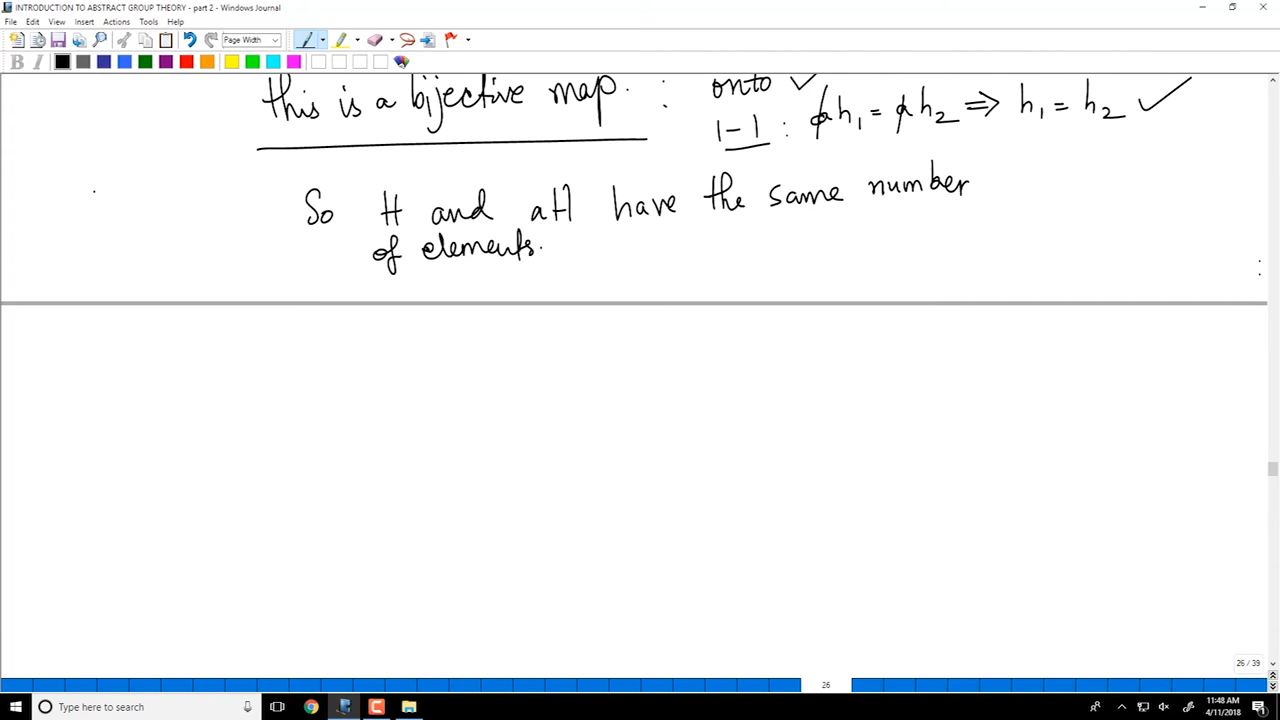 INTRODUCTION TO ABSTRACT GROUP THEORY - part 2 - Windows Journal
File Edit View Insert Actions Tools Help
Page Width
B I
this is a bijective map. : onto ✓
1-1 : ah₁ = ah₂ ⇒ h₁ = h₂ ✓
So H and aH have the same number
of elements.
26 / 39
26
Type here to search
11:48 AM
4/11/2018